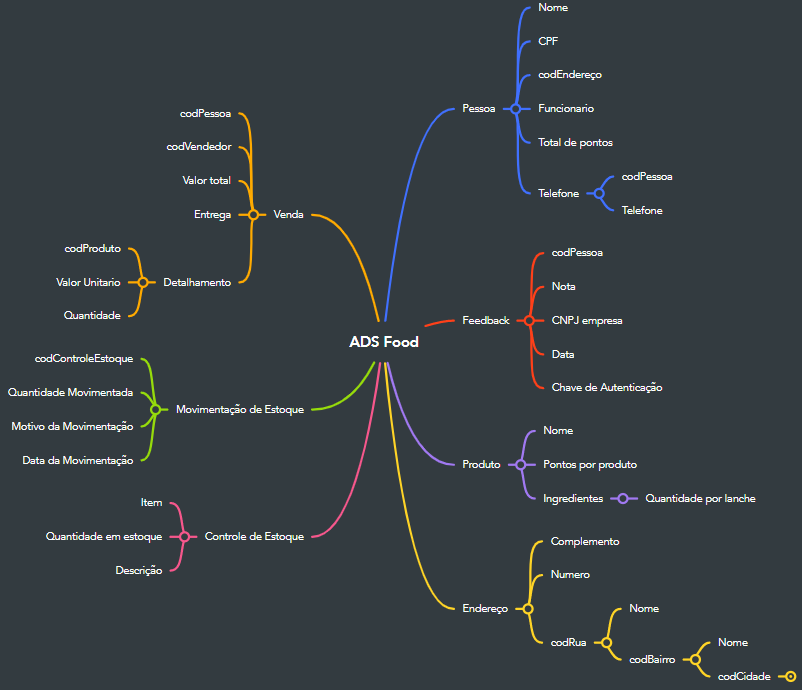 ADS Food
Pessoa
Nome
CPF
codEndereço
Funcionario
Total de pontos
Telefone
codPessoa
Telefone
Feedback
codPessoa
Nota
CNPJ empresa
Data
Chave de Autenticação
Produto
Nome
Pontos por produto
Ingredientes
Quantidade por lanche
Endereço
Complemento
Numero
codRua
Nome
codBairro
Nome
codCidade
Venda
codPessoa
codVendedor
Valor total
Entrega
Detalhamento
codProduto
Valor Unitario
Quantidade
Movimentação de Estoque
codControleEstoque
Quantidade Movimentada
Motivo da Movimentação
Data da Movimentação
Controle de Estoque
Item
Quantidade em estoque
Descrição